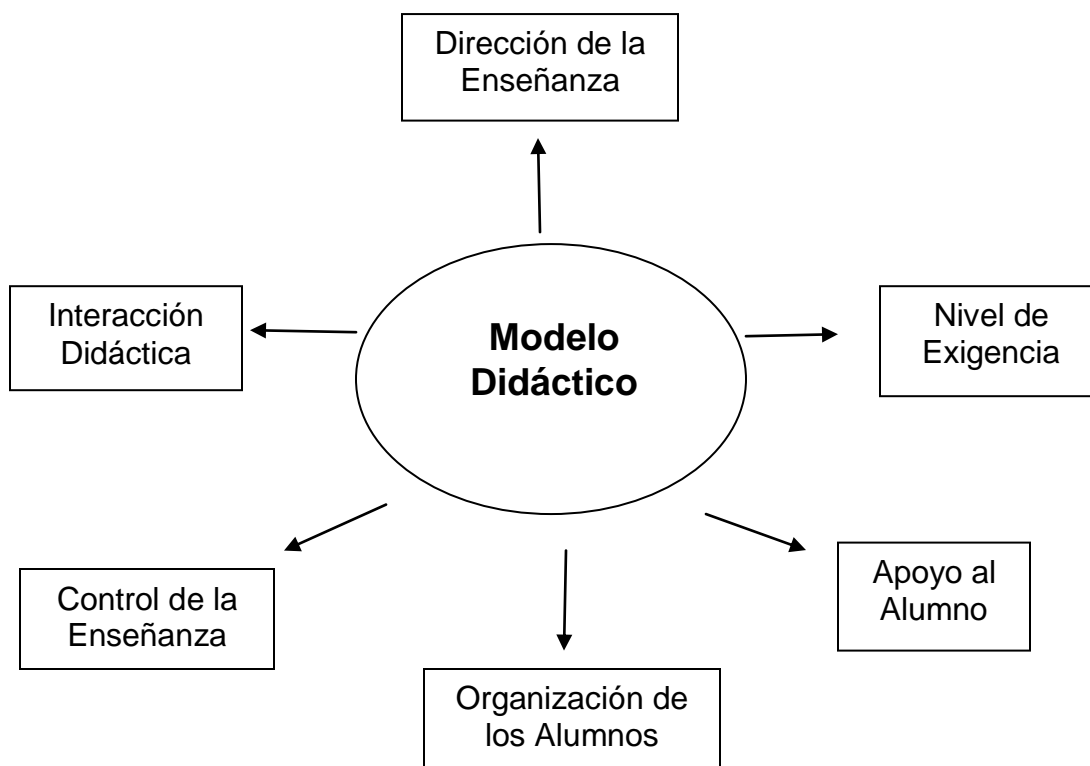 Dirección de la
Enseñanza
Interacción
Didáctica
Modelo
Didáctico
Nivel de
Exigencia
Control de la
Enseñanza
Apoyo al
Alumno
Organización de
los Alumnos